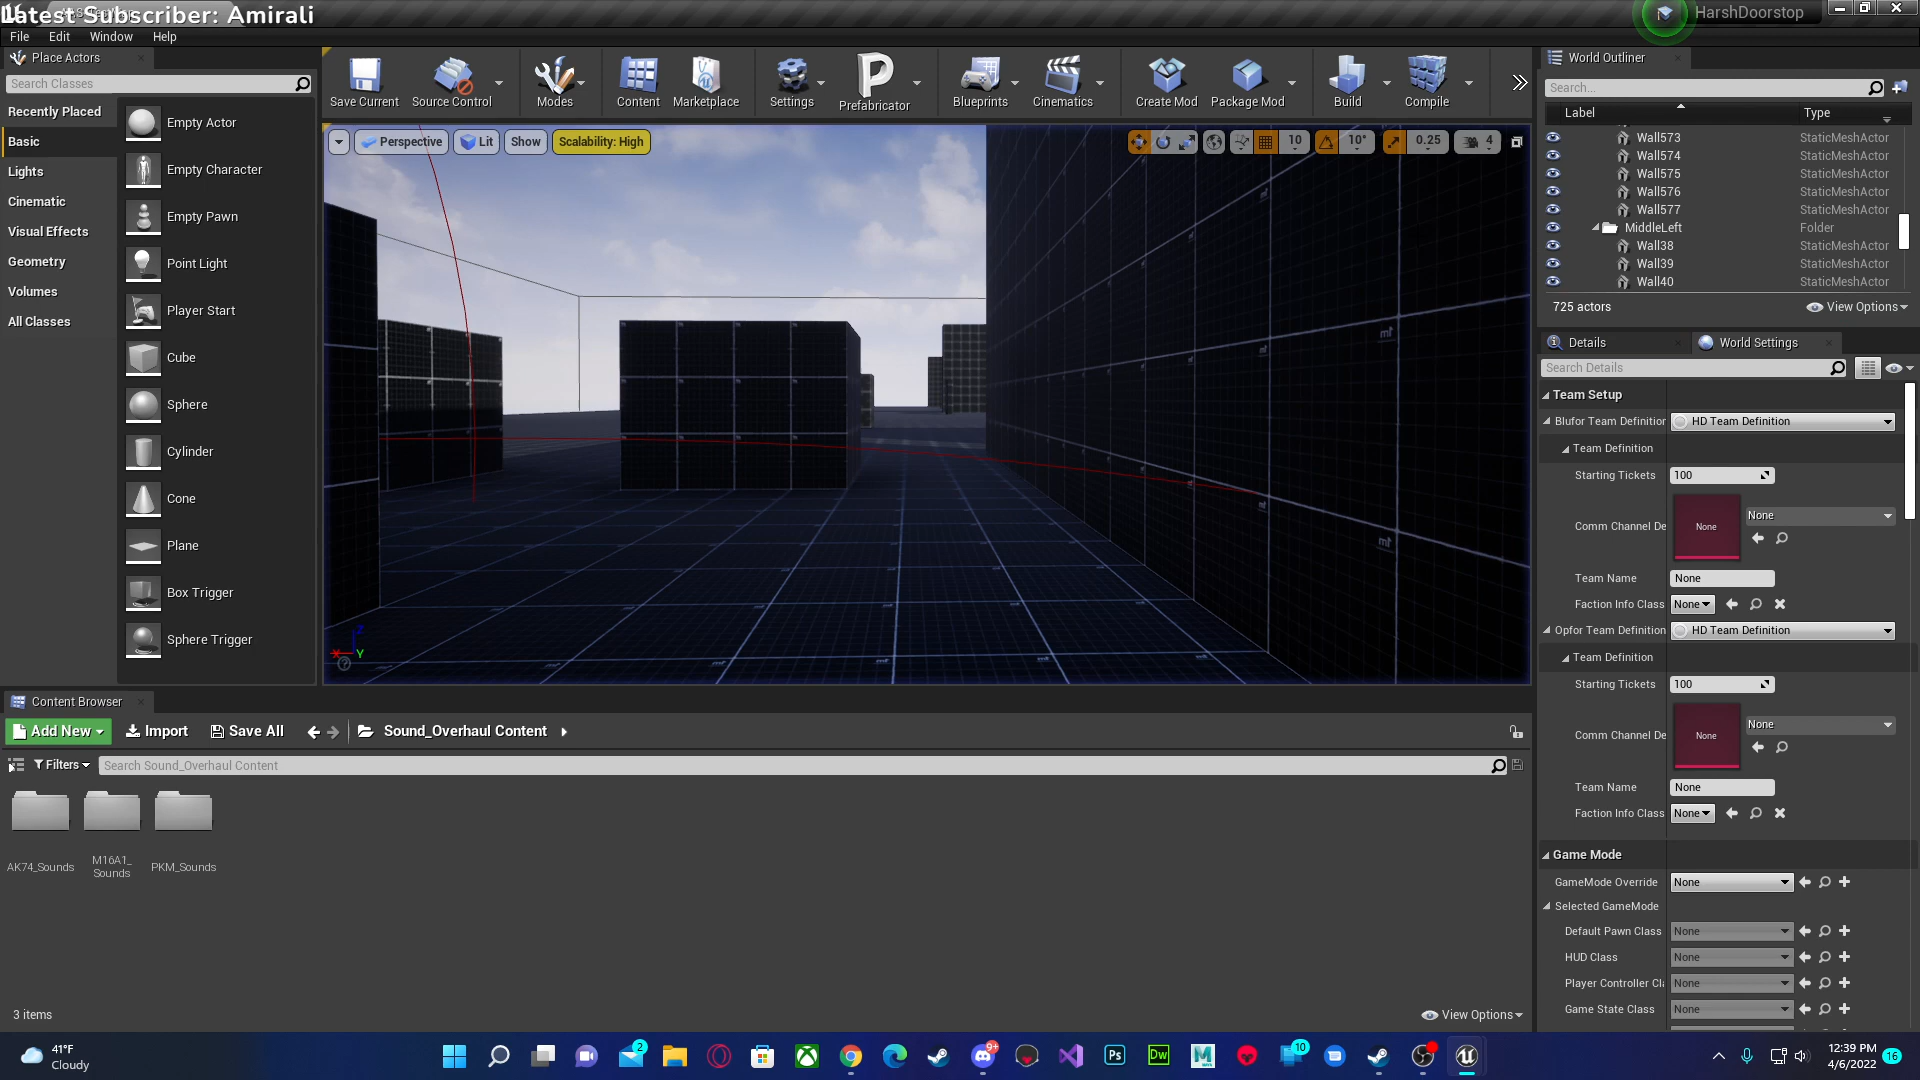 Latest Subscriber: Amirali
HarshDoorstop
File Edit Window Help
Place Actors
Search Classes
Recently Placed
Basic
Lights
Cinematic
Visual Effects
Geometry
Volumes
All Classes
Empty Actor
Empty Character
Empty Pawn
Point Light
Player Start
Cube
Sphere
Cylinder
Cone
Plane
Box Trigger
Sphere Trigger
Save Current Source Control Modes Content Marketplace Settings Prefabricator Blueprints Cinematics Create Mod Package Mod Build Compile
Perspective Lit Show Scalability: High
10 10° 0.25 4
World Outliner
Search...
Label Type
Wall573 StaticMeshActor
Wall574 StaticMeshActor
Wall575 StaticMeshActor
Wall576 StaticMeshActor
Wall577 StaticMeshActor
MiddleLeft Folder
Wall38 StaticMeshActor
Wall39 StaticMeshActor
Wall40 StaticMeshActor
725 actors View Options
Details World Settings
Search Details
Team Setup
Blufor Team Definition HD Team Definition
Team Definition
Starting Tickets 100
Comm Channel De None None
Team Name None
Faction Info Class None
Opfor Team Definition HD Team Definition
Team Definition
Starting Tickets 100
Comm Channel De None None
Team Name None
Faction Info Class None
Game Mode
GameMode Override None
Selected GameMode
Default Pawn Class None
HUD Class None
Player Controller Cl None
Game State Class None
Content Browser
Add New Import Save All Sound_Overhaul Content
Filters Search Sound_Overhaul Content
AK74_Sounds
M16A1_
Sounds
PKM_Sounds
3 items View Options
41°F
Cloudy
2
9+
Ps
Dw
M
10
12:39 PM
4/6/2022
16